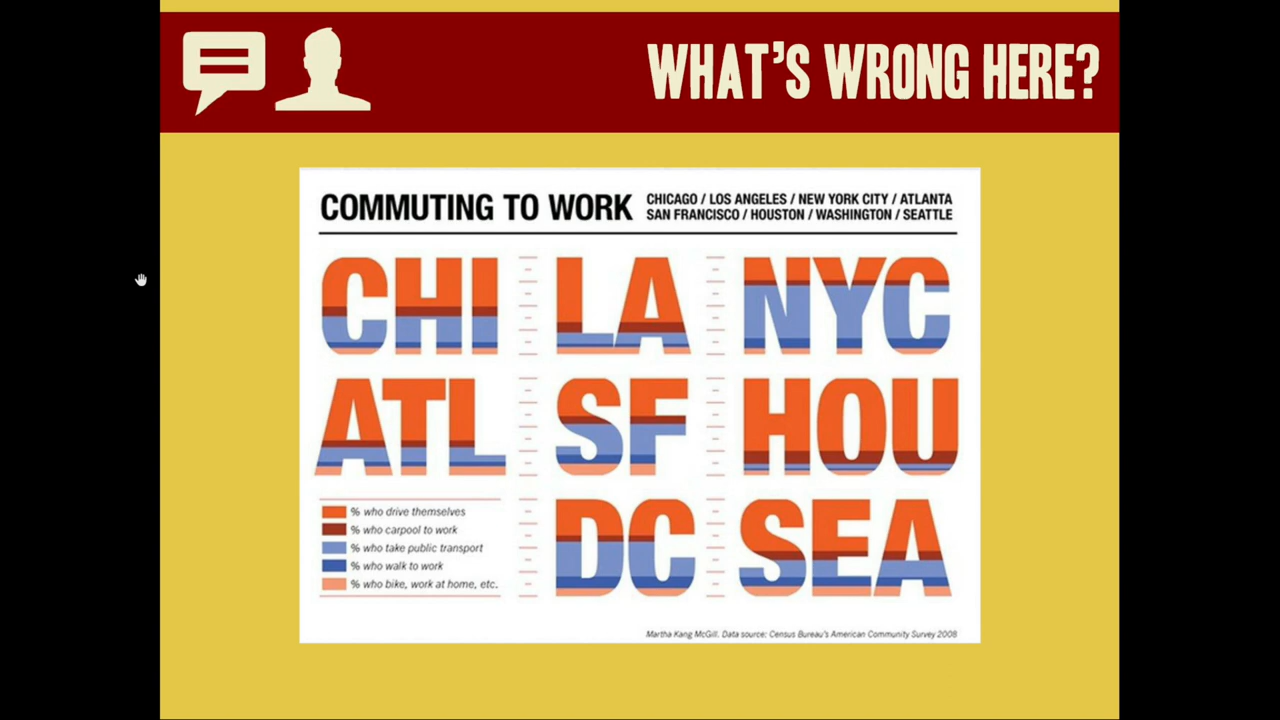 WHAT'S WRONG HERE?
COMMUTING TO WORK
CHICAGO / LOS ANGELES / NEW YORK CITY / ATLANTA
SAN FRANCISCO / HOUSTON / WASHINGTON / SEATTLE
CHI LA NYC
ATL SF HOU
DC SEA
% who drive themselves
% who carpool to work
% who take public transport
% who walk to work
% who bike, work at home, etc.
Martha Kang McGill. Data source: Census Bureau's American Community Survey 2008